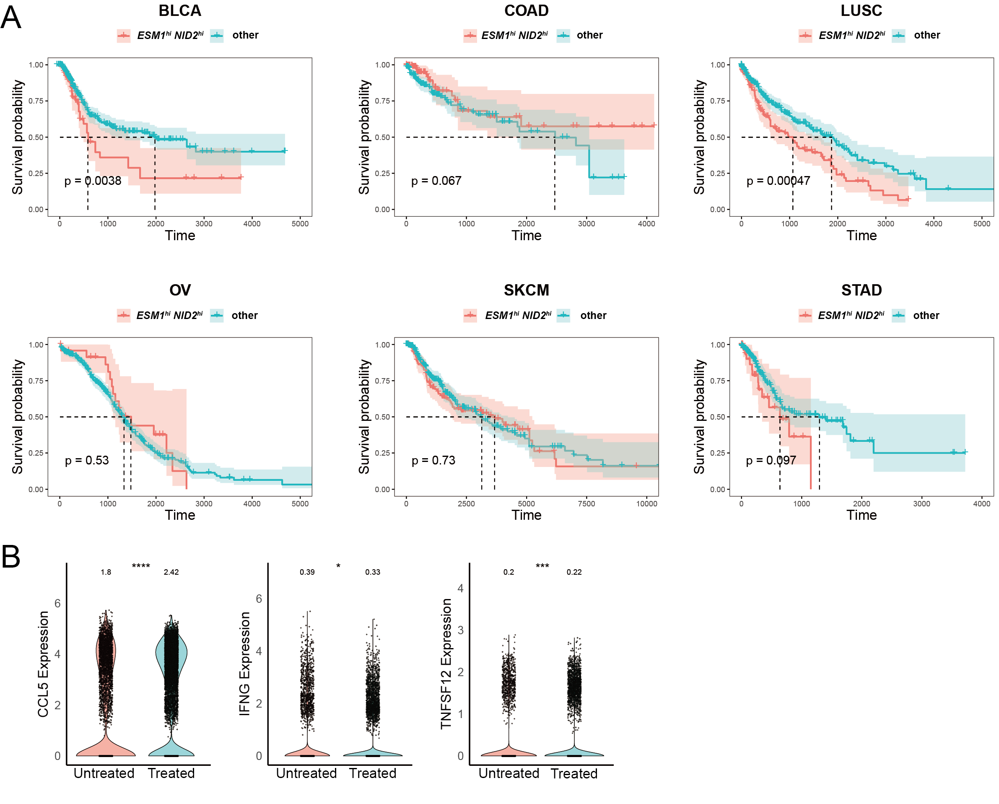 A
BLCA
ESM1hi NID2hi other
Survival probability
1.00
0.75
0.50
0.25
0.00
p = 0.0038
0 1000 2000 3000 4000 5000
Time
COAD
ESM1hi NID2hi other
Survival probability
1.00
0.75
0.50
0.25
0.00
p = 0.067
0 1000 2000 3000 4000
Time
LUSC
ESM1hi NID2hi other
Survival probability
1.00
0.75
0.50
0.25
0.00
p = 0.00047
0 1000 2000 3000 4000 5000
Time
OV
ESM1hi NID2hi other
Survival probability
1.00
0.75
0.50
0.25
0.00
p = 0.53
0 1000 2000 3000 4000 5000
Time
SKCM
ESM1hi NID2hi other
Survival probability
1.00
0.75
0.50
0.25
0.00
p = 0.73
0 2500 5000 7500 10000
Time
STAD
ESM1hi NID2hi other
Survival probability
1.00
0.75
0.50
0.25
0.00
p = 0.097
0 1000 2000 3000 4000
Time
B
****
1.8 2.42
CCL5 Expression
6
4
2
0
Untreated Treated
*
0.39 0.33
IFNG Expression
6
4
2
0
Untreated Treated
***
0.2 0.22
TNFSF12 Expression
4
3
2
1
0
Untreated Treated